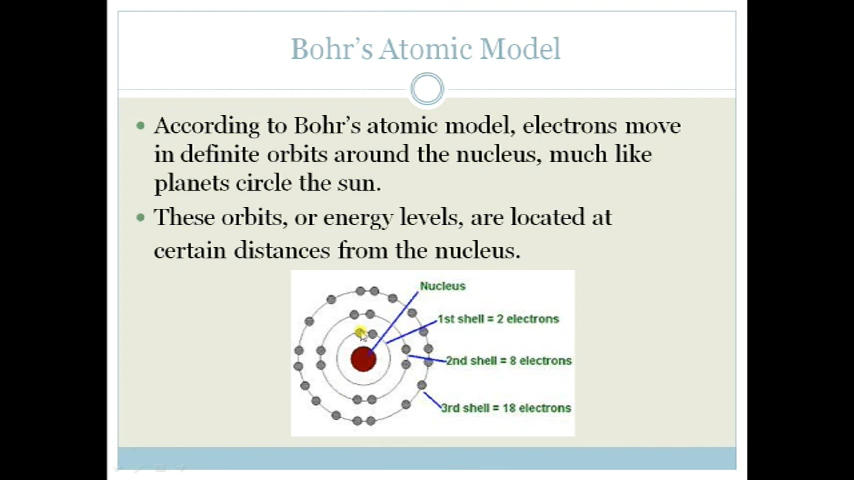 Bohr's Atomic Model
According to Bohr's atomic model, electrons move
in definite orbits around the nucleus, much like
planets circle the sun.
These orbits, or energy levels, are located at
certain distances from the nucleus.
Nucleus
1st shell = 2 electrons
2nd shell = 8 electrons
3rd shell = 18 electrons